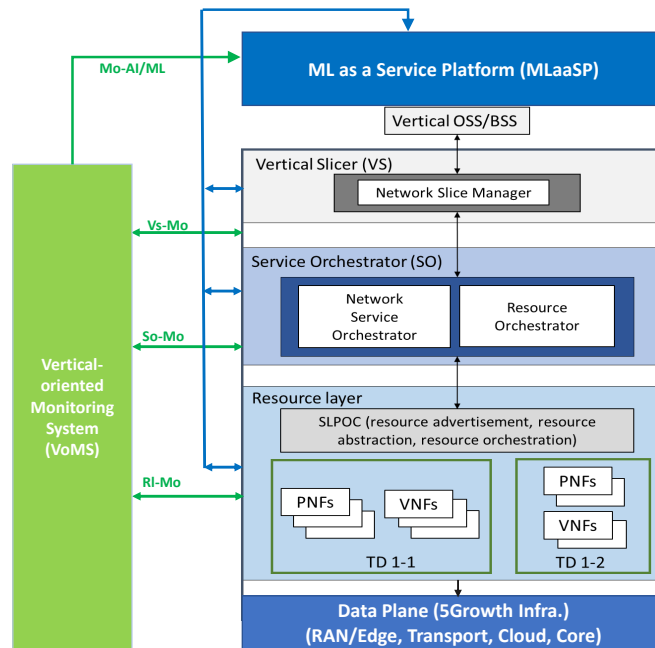 Mo-AI/ML
ML as a Service Platform (MLaaSP)
Vertical OSS/BSS
Vertical Slicer (VS)
Network Slice Manager
Vs-Mo
Service Orchestrator (SO)
Network
Service
Orchestrator
Resource
Orchestrator
So-Mo
Vertical-
oriented
Monitoring
System
(VoMS)
Resource layer
SLPOC (resource advertisement, resource
abstraction, resource orchestration)
Rl-Mo
PNFs
VNFs
TD 1-1
PNFs
VNFs
TD 1-2
Data Plane (5Growth Infra.)
(RAN/Edge, Transport, Cloud, Core)